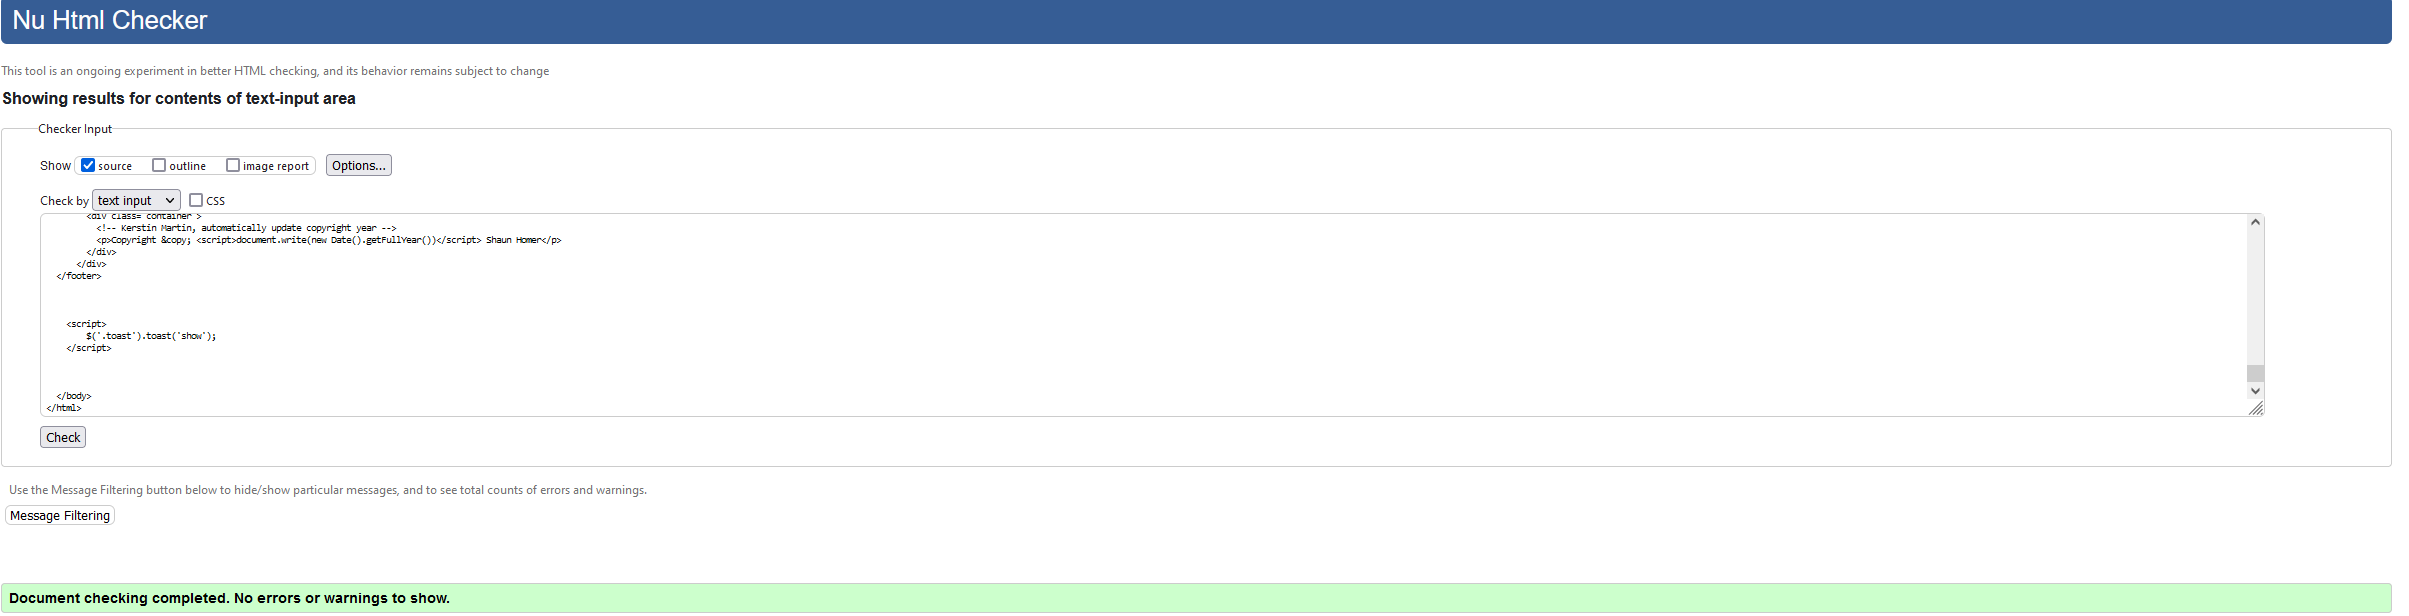 Nu Html Checker
This tool is an ongoing experiment in better HTML checking, and its behavior remains subject to change
Showing results for contents of text-input area
Checker Input
Show source outline image report Options...
Check by text input CSS
<div class="container">
<!-- Kerstin Martin, automatically update copyright year -->
<p>Copyright &copy; <script>document.write(new Date().getFullYear())</script> Shaun Homer</p>
</div>
</div>
</footer>
<script>
$('.toast').toast('show');
</script>
</body>
</html>
Check
Use the Message Filtering button below to hide/show particular messages, and to see total counts of errors and warnings.
Message Filtering
Document checking completed. No errors or warnings to show.